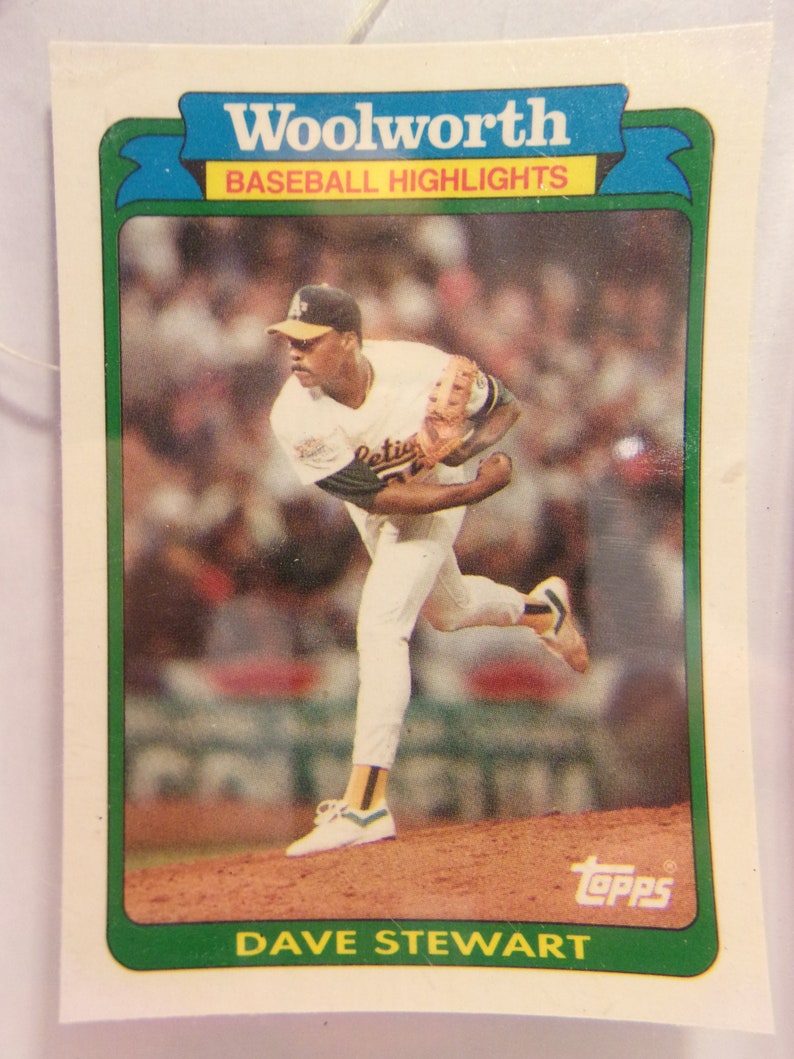 Woolworth
BASEBALL HIGHLIGHTS
A's
TOPPS®
DAVE STEWART